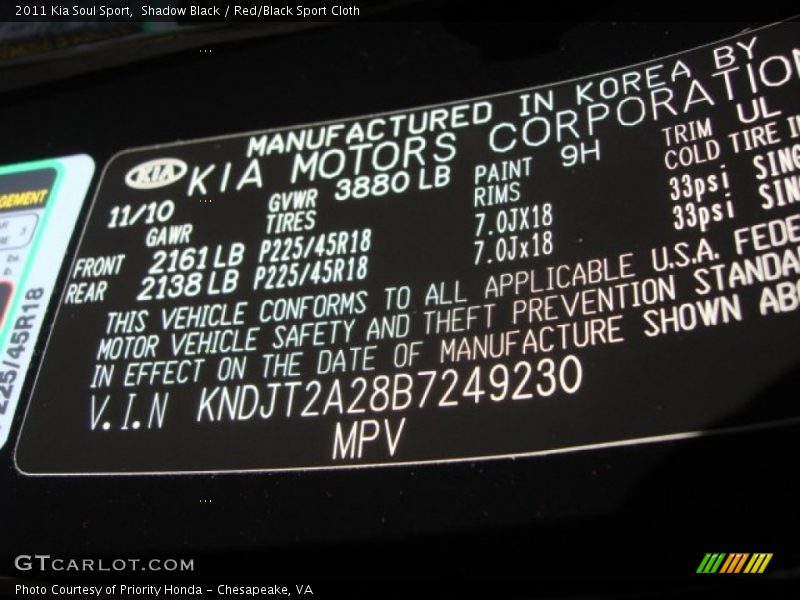 2011 Kia Soul Sport, Shadow Black / Red/Black Sport Cloth
MANUFACTURED IN KOREA BY
KIA KIA MOTORS CORPORATION
11/10 GVWR 3880 LB PAINT 9H TRIM UL
GAWR TIRES RIMS COLD TIRE
FRONT 2161 LB P225/45R18 7.0JX18 33psi
REAR 2138 LB P225/45R18 7.0Jx18 33psi
THIS VEHICLE CONFORMS TO ALL APPLICABLE U.S.A.
MOTOR VEHICLE SAFETY AND THEFT PREVENTION
IN EFFECT ON THE DATE OF MANUFACTURE SHOWN
V.I.N KNDJT2A28B7249230
MPV
225/45R18
GTCARLOT.COM
Photo Courtesy of Priority Honda - Chesapeake, VA